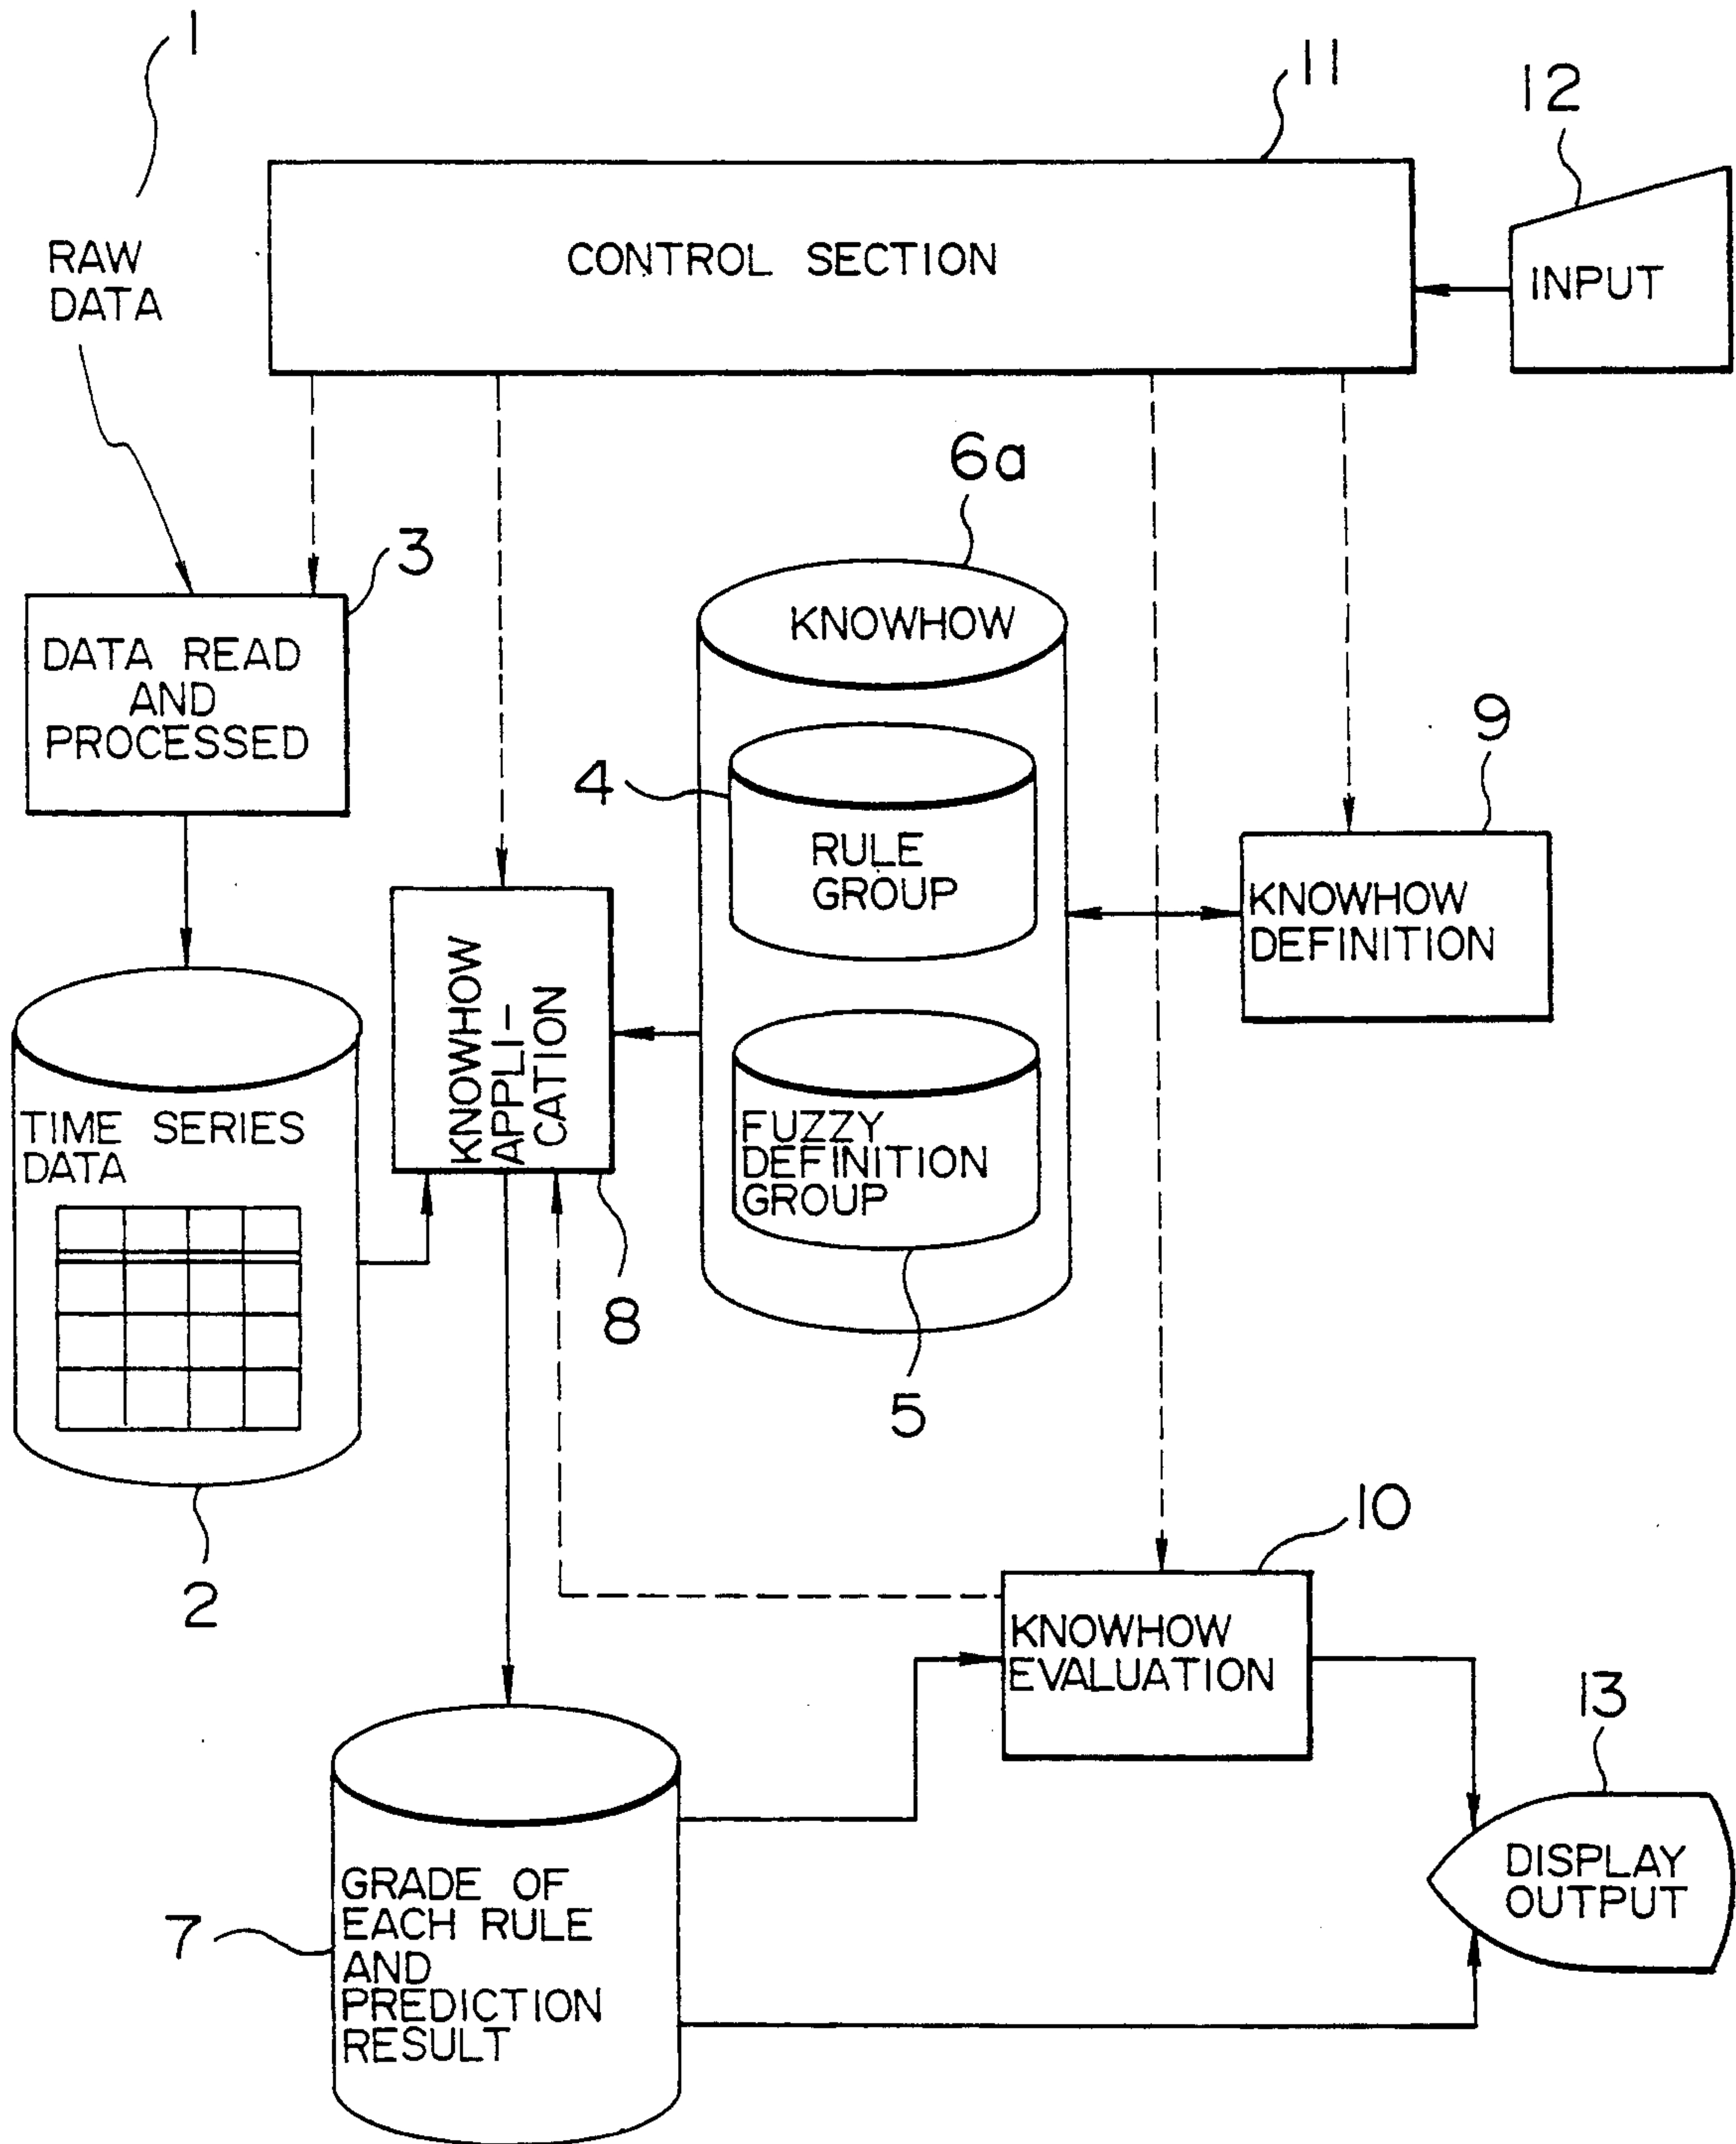 1
11
12
RAW
DATA
CONTROL SECTION
INPUT
6a
3
KNOWHOW
DATA READ
AND
PROCESSED
9
4
RULE
GROUP
KNOWHOW
DEFINITION
KNOWHOW
APPLI-
CATION
TIME SERIES
DATA
FUZZY
DEFINITION
GROUP
8
5
2
10
KNOWHOW
EVALUATION
13
7
GRADE OF
EACH RULE
AND
PREDICTION
RESULT
DISPLAY
OUTPUT